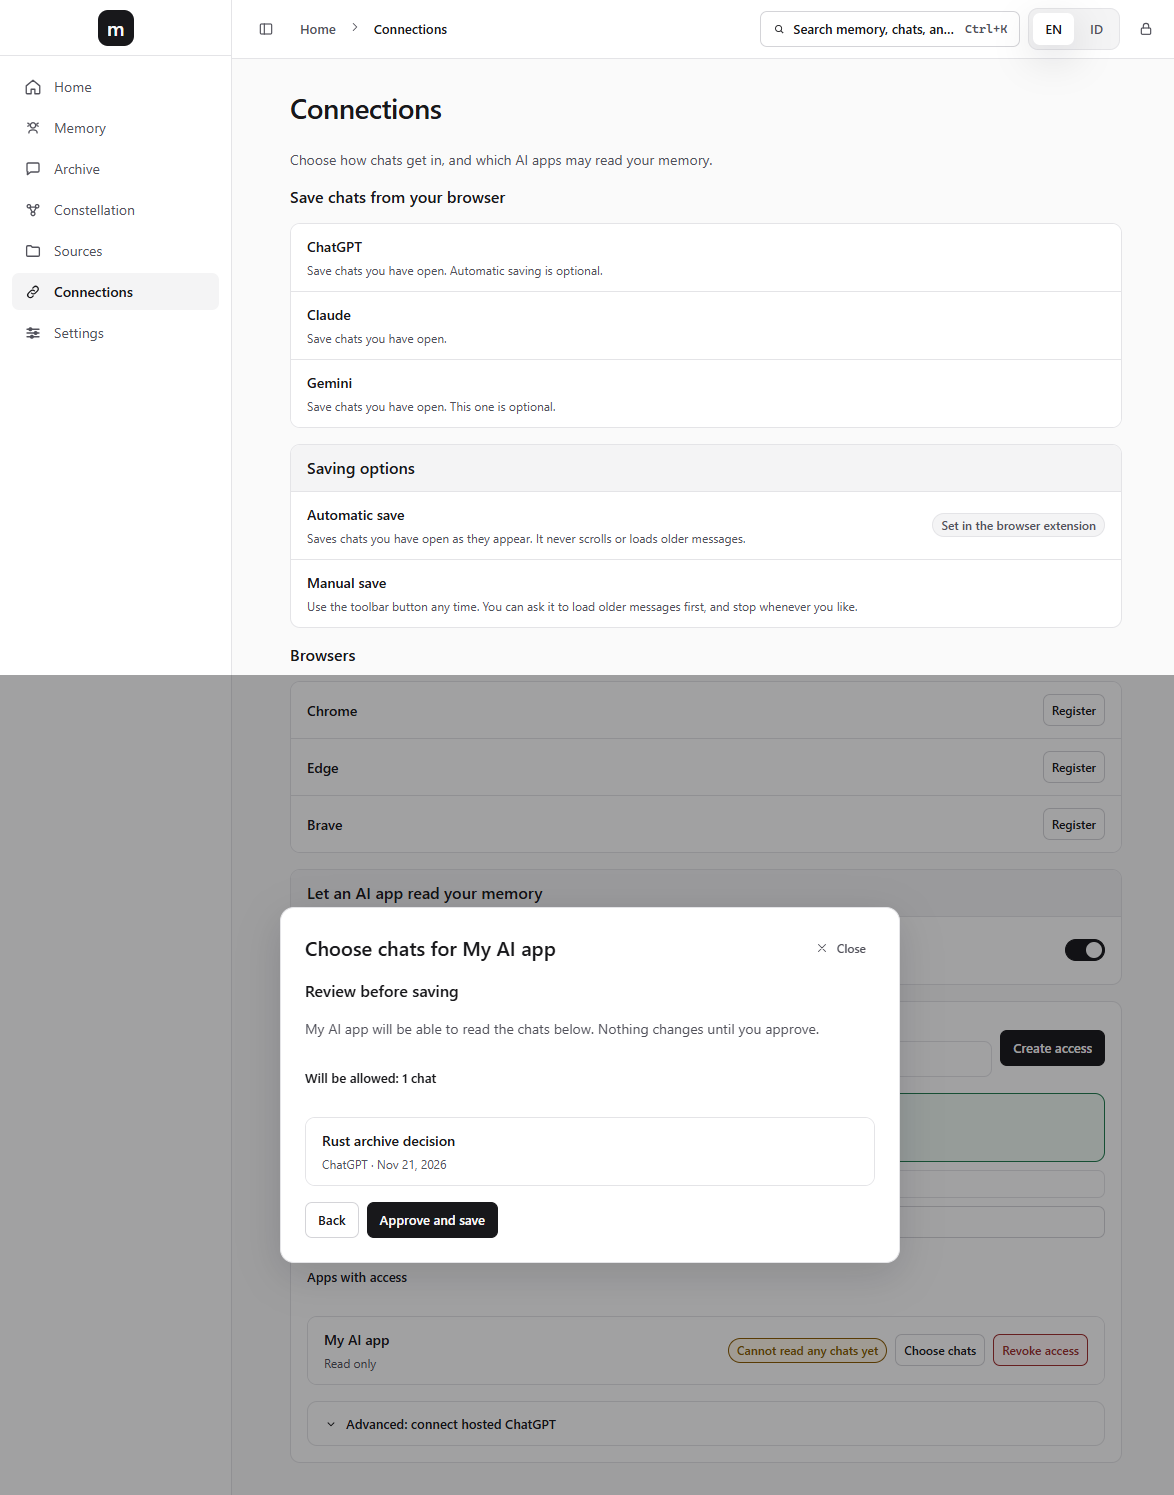 m
Home
Memory
Archive
Constellation
Sources
Connections
Settings
Home
Connections
Search memory, chats, an... Ctrl+K
EN
ID
Connections
Choose how chats get in, and which AI apps may read your memory.
Save chats from your browser
ChatGPT
Save chats you have open. Automatic saving is optional.
Claude
Save chats you have open.
Gemini
Save chats you have open. This one is optional.
Saving options
Automatic save
Saves chats you have open as they appear. It never scrolls or loads older messages.
Set in the browser extension
Manual save
Use the toolbar button any time. You can ask it to load older messages first, and stop whenever you like.
Browsers
Chrome
Register
Edge
Register
Brave
Register
Let an AI app read your memory
Choose chats for My AI app
Close
Review before saving
My AI app will be able to read the chats below. Nothing changes until you approve.
Will be allowed: 1 chat
Rust archive decision
ChatGPT · Nov 21, 2026
Back
Approve and save
Create access
Apps with access
My AI app
Read only
Cannot read any chats yet
Choose chats
Revoke access
Advanced: connect hosted ChatGPT